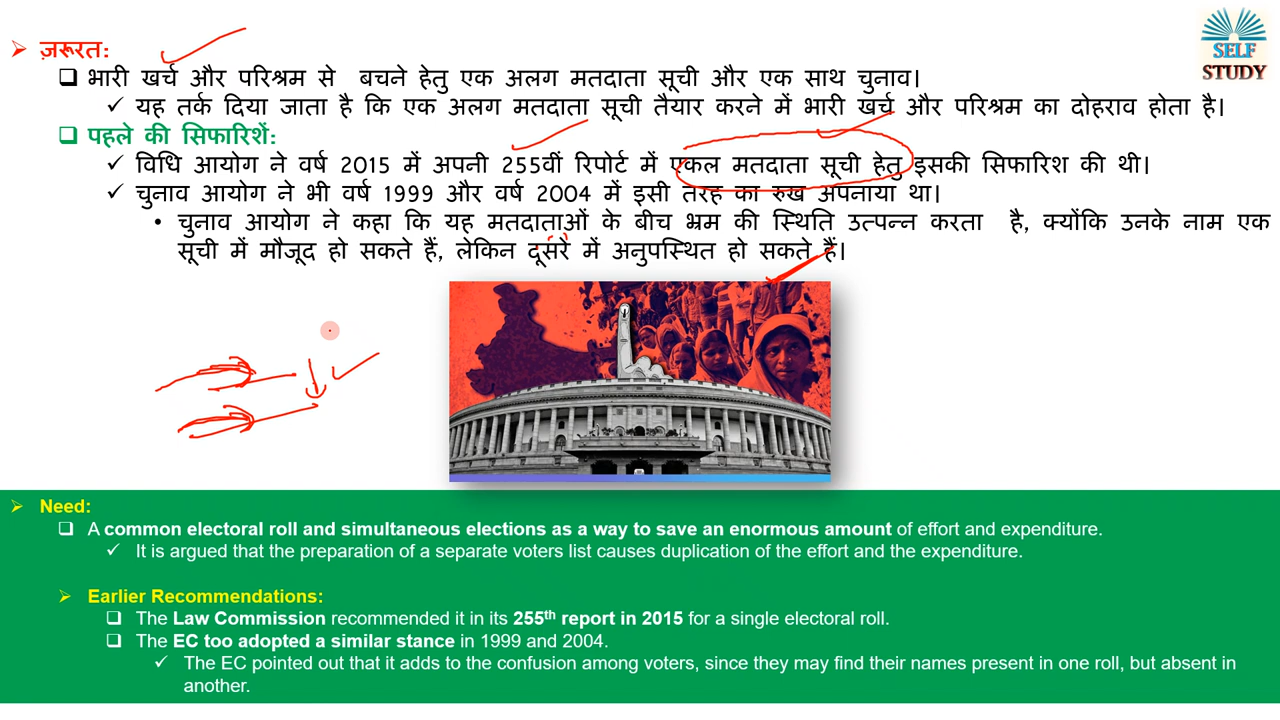 ➢ ज़रूरत:
❑ भारी खर्च और परिश्रम से बचने हेतु एक अलग मतदाता सूची और एक साथ चुनाव।
✓ यह तर्क दिया जाता है कि एक अलग मतदाता सूची तैयार करने में भारी खर्च और परिश्रम का दोहराव होता है।
❑ पहले की सिफारिशें:
✓ विधि आयोग ने वर्ष 2015 में अपनी 255वीं रिपोर्ट में एकल मतदाता सूची हेतु इसकी सिफारिश की थी।
✓ चुनाव आयोग ने भी वर्ष 1999 और वर्ष 2004 में इसी तरह का रुख अपनाया था।
• चुनाव आयोग ने कहा कि यह मतदाताओं के बीच भ्रम की स्थिति उत्पन्न करता है, क्योंकि उनके नाम एक
सूची में मौजूद हो सकते हैं, लेकिन दूसरे में अनुपस्थित हो सकते हैं।
SELF
STUDY
➢ Need:
❑ A common electoral roll and simultaneous elections as a way to save an enormous amount of effort and expenditure.
✓ It is argued that the preparation of a separate voters list causes duplication of the effort and the expenditure.
➢ Earlier Recommendations:
❑ The Law Commission recommended it in its 255th report in 2015 for a single electoral roll.
❑ The EC too adopted a similar stance in 1999 and 2004.
✓ The EC pointed out that it adds to the confusion among voters, since they may find their names present in one roll, but absent in
another.